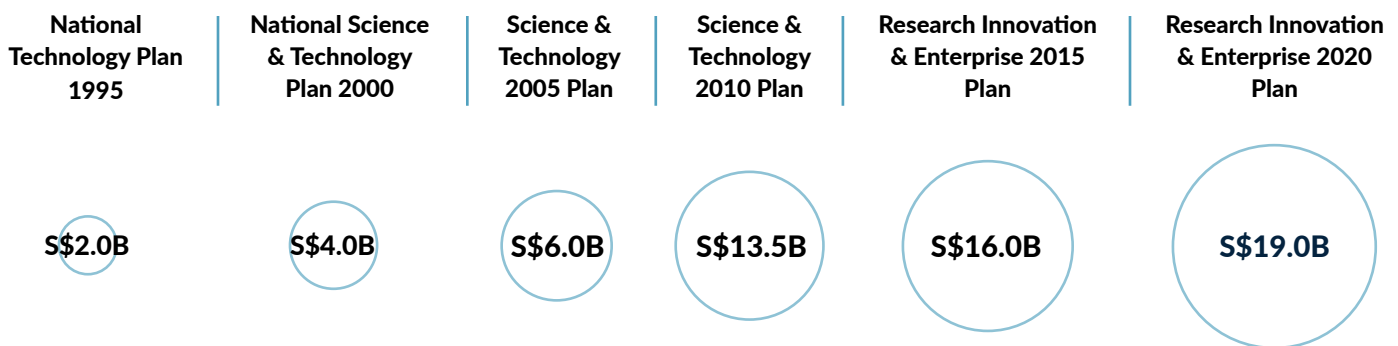 National
Technology Plan
1995
National Science
& Technology
Plan 2000
Science &
Technology
2005 Plan
Science &
Technology
2010 Plan
Research Innovation
& Enterprise 2015
Plan
Research Innovation
& Enterprise 2020
Plan
S$2.0B
S$4.0B
S$6.0B
S$13.5B
S$16.0B
S$19.0B